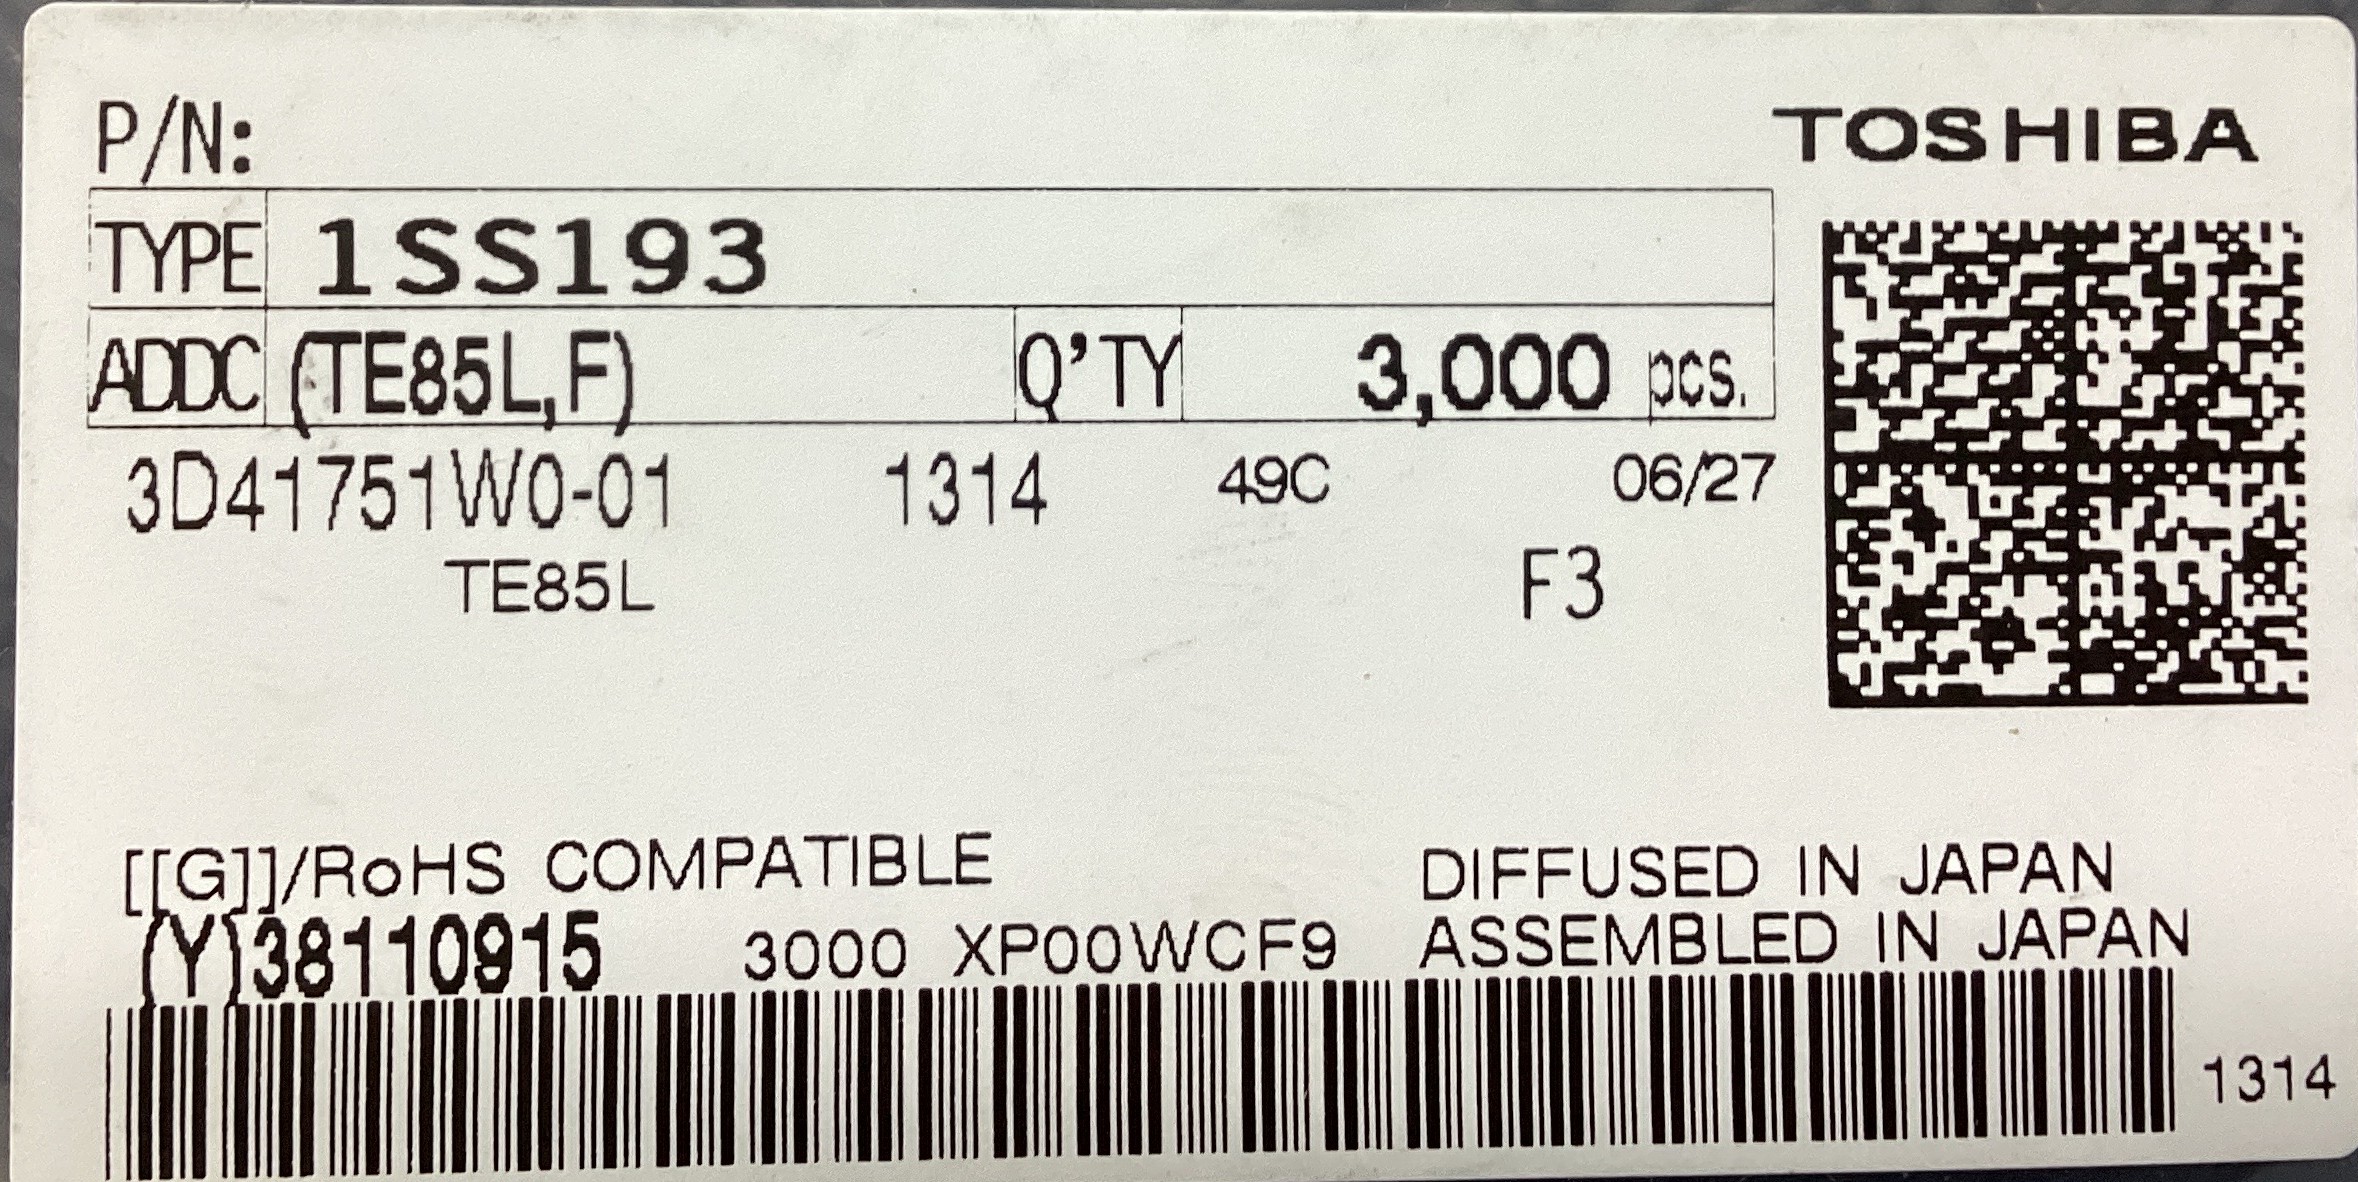 P/N:
TOSHIBA
TYPE 1SS193
ADDC (TE85L,F) Q'TY 3,000 pcs.
3D41751W0-01 1314 49C 06/27
TE85L F3
[[G]]/RoHS COMPATIBLE DIFFUSED IN JAPAN
(Y)38110915 3000 XP00WCF9 ASSEMBLED IN JAPAN
1314